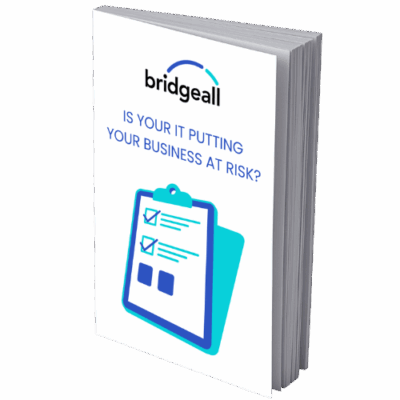 bridgeall
IS YOUR IT PUTTING
YOUR BUSINESS AT RISK?